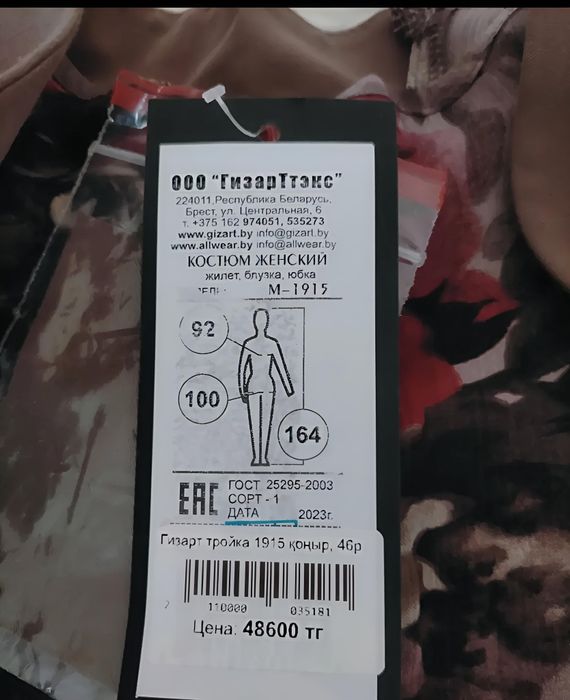 ООО "ГизарТтэкс"
224011,Республика Беларусь,
Брест, ул. Центральная, 6
т. +375 162 974051, 535273
www.gizart.by info@gizart.by
www.allwear.by info@allwear.by
КОСТЮМ ЖЕНСКИЙ
жилет, блузка, юбка
М-1915
92
100
164
ЕАС ГОСТ 25295-2003
СОРТ - 1
ДАТА 2023г.
Гизарт тройка 1915 қоңыр, 46р
110000 035181
Цена: 48600 тг